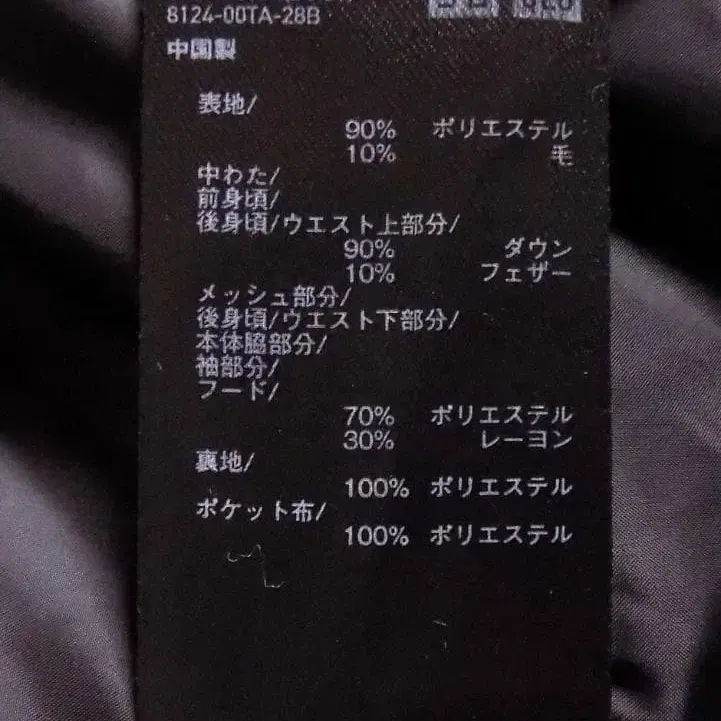 8124-00TA-28B
中国製
表地/
90% ポリエステル
10% 毛
中わた/
前身頃/
後身頃/ウエスト上部分/
90% ダウン
10% フェザー
メッシュ部分/
後身頃/ウエスト下部分/
本体脇部分/
袖部分/
フード/
70% ポリエステル
30% レーヨン
裏地/
100% ポリエステル
ポケット布/
100% ポリエステル